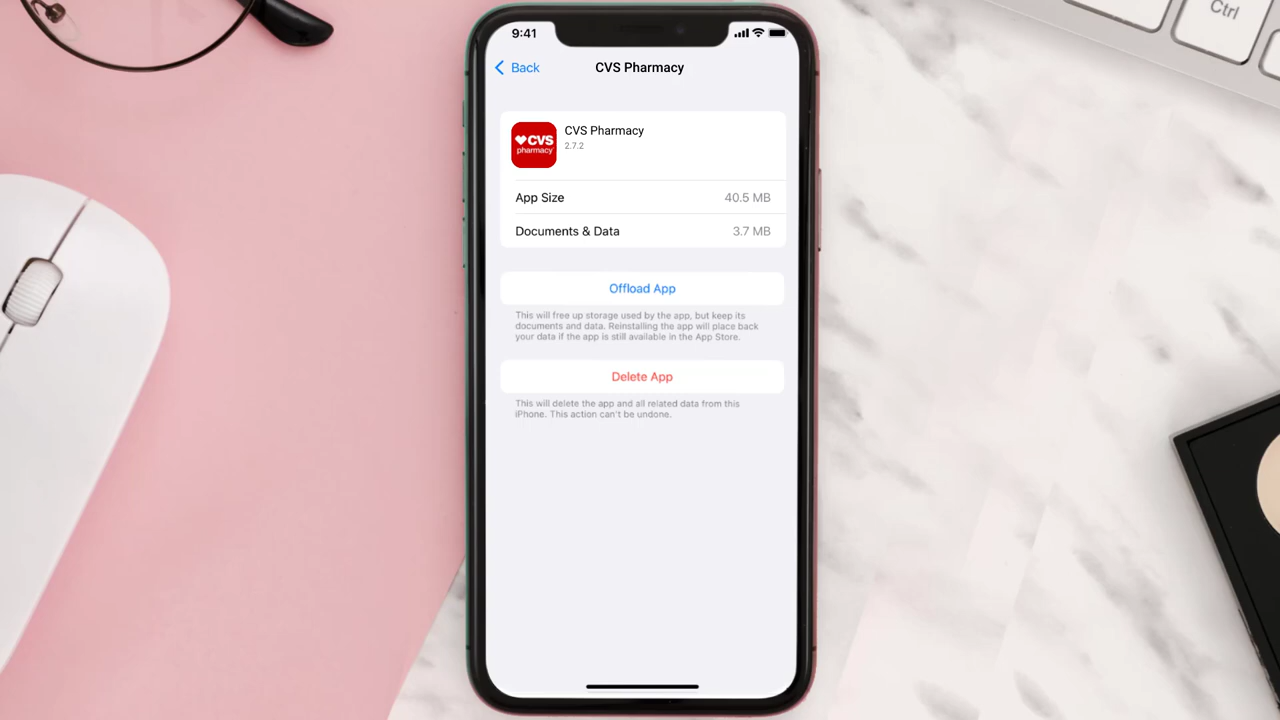 9:41
Back
CVS Pharmacy
CVS
pharmacy
CVS Pharmacy
2.7.2
App Size
40.5 MB
Documents & Data
3.7 MB
Offload App
This will free up storage used by the app, but keep its
documents and data. Reinstalling the app will place back
your data if the app is still available in the App Store.
Delete App
This will delete the app and all related data from this
iPhone. This action can't be undone.
Ctrl